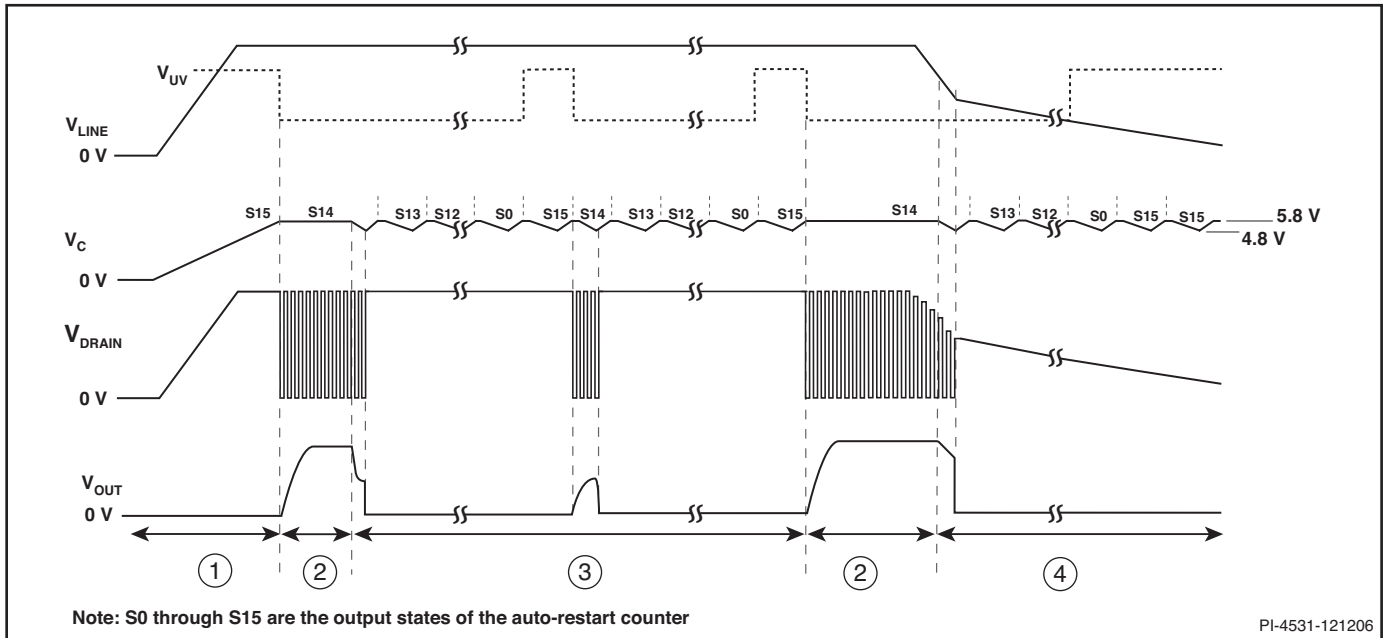 V_UV
V_LINE
0 V
S15 S14 S13 S12 S0 S15 S14 S13 S12 S0 S15 S14 S13 S12 S0 S15 S15
5.8 V
4.8 V
V_C
0 V
V_DRAIN
0 V
V_OUT
0 V
1 2 3 2 4
Note: S0 through S15 are the output states of the auto-restart counter
PI-4531-121206